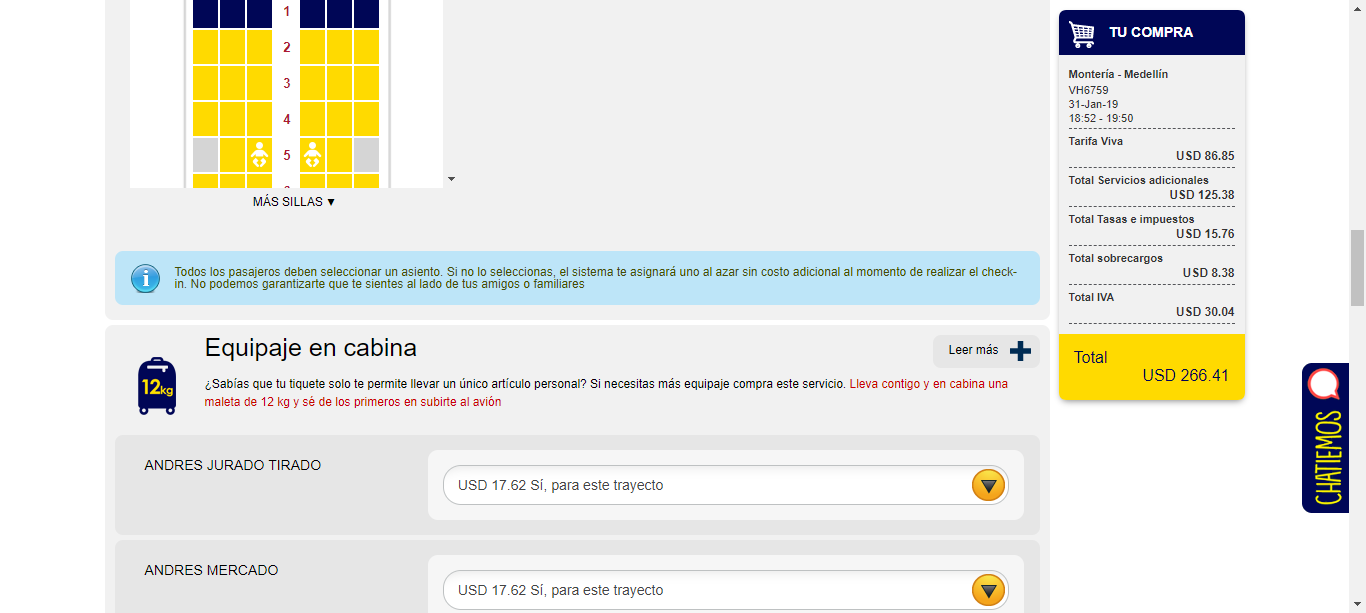 1
2
3
4
5
MÁS SILLAS ▼
Todos los pasajeros deben seleccionar un asiento. Si no lo seleccionas, el sistema te asignará uno al azar sin costo adicional al momento de realizar el check-
in. No podemos garantizarte que te sientes al lado de tus amigos o familiares
Equipaje en cabina
Leer más
12kg
¿Sabías que tu tiquete solo te permite llevar un único artículo personal? Si necesitas más equipaje compra este servicio. Lleva contigo y en cabina una
maleta de 12 kg y sé de los primeros en subirte al avión
ANDRES JURADO TIRADO
USD 17.62 Sí, para este trayecto
ANDRES MERCADO
USD 17.62 Sí, para este trayecto
TU COMPRA
Montería - Medellín
VH6759
31-Jan-19
18:52 - 19:50
Tarifa Viva
USD 86.85
Total Servicios adicionales
USD 125.38
Total Tasas e impuestos
USD 15.76
Total sobrecargos
USD 8.38
Total IVA
USD 30.04
Total
USD 266.41
CHATIEMOS